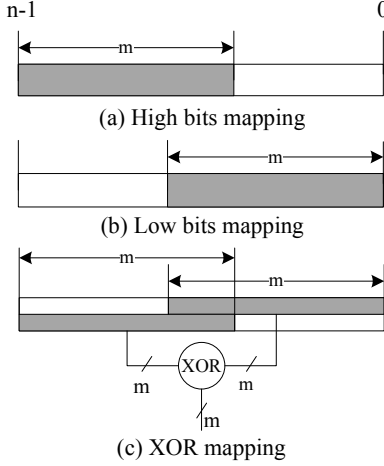 n-1 0
m
(a) High bits mapping
m
(b) Low bits mapping
m
m
XOR
m m
m
(c) XOR mapping